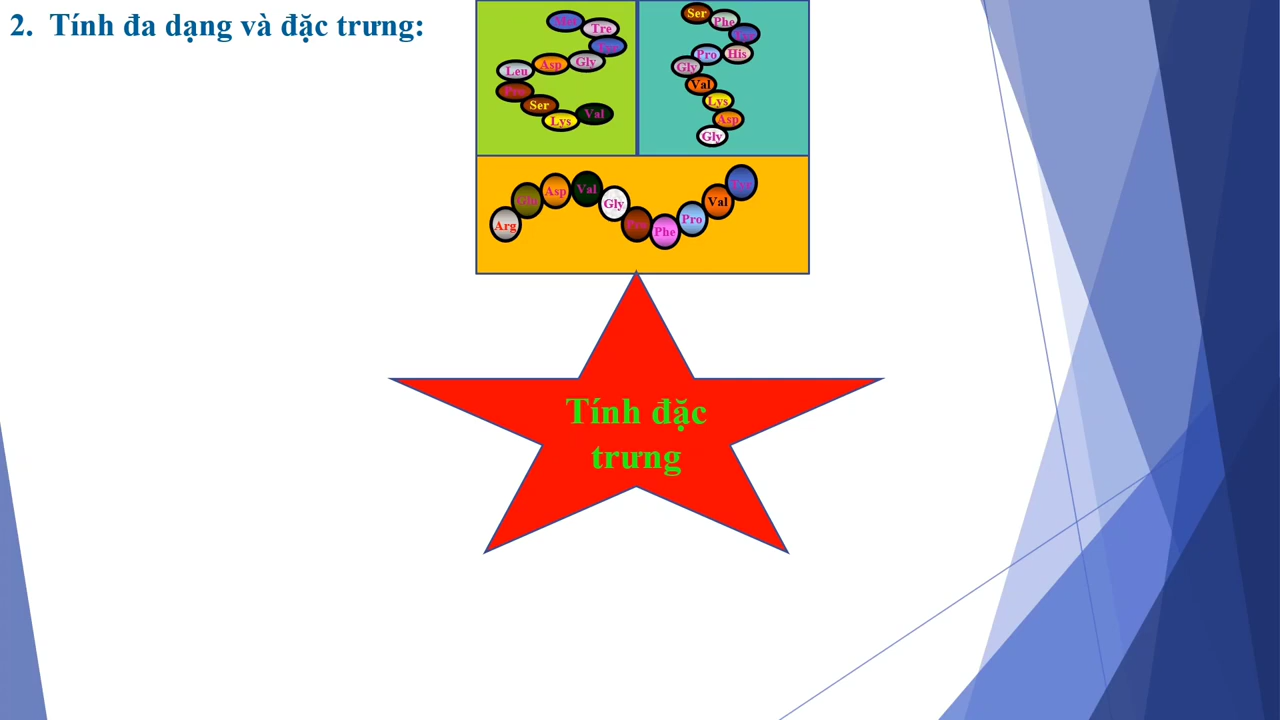 2. Tính đa dạng và đặc trưng:
Met
Tre
Gly
Asp
Leu
Pro
Ser
Lys
Val
Ser
Phe
His
Pro
Gly
Val
Lys
Asp
Gly
Arg
Asp
Val
Gly
Phe
Pro
Val
Tính đặc
trưng